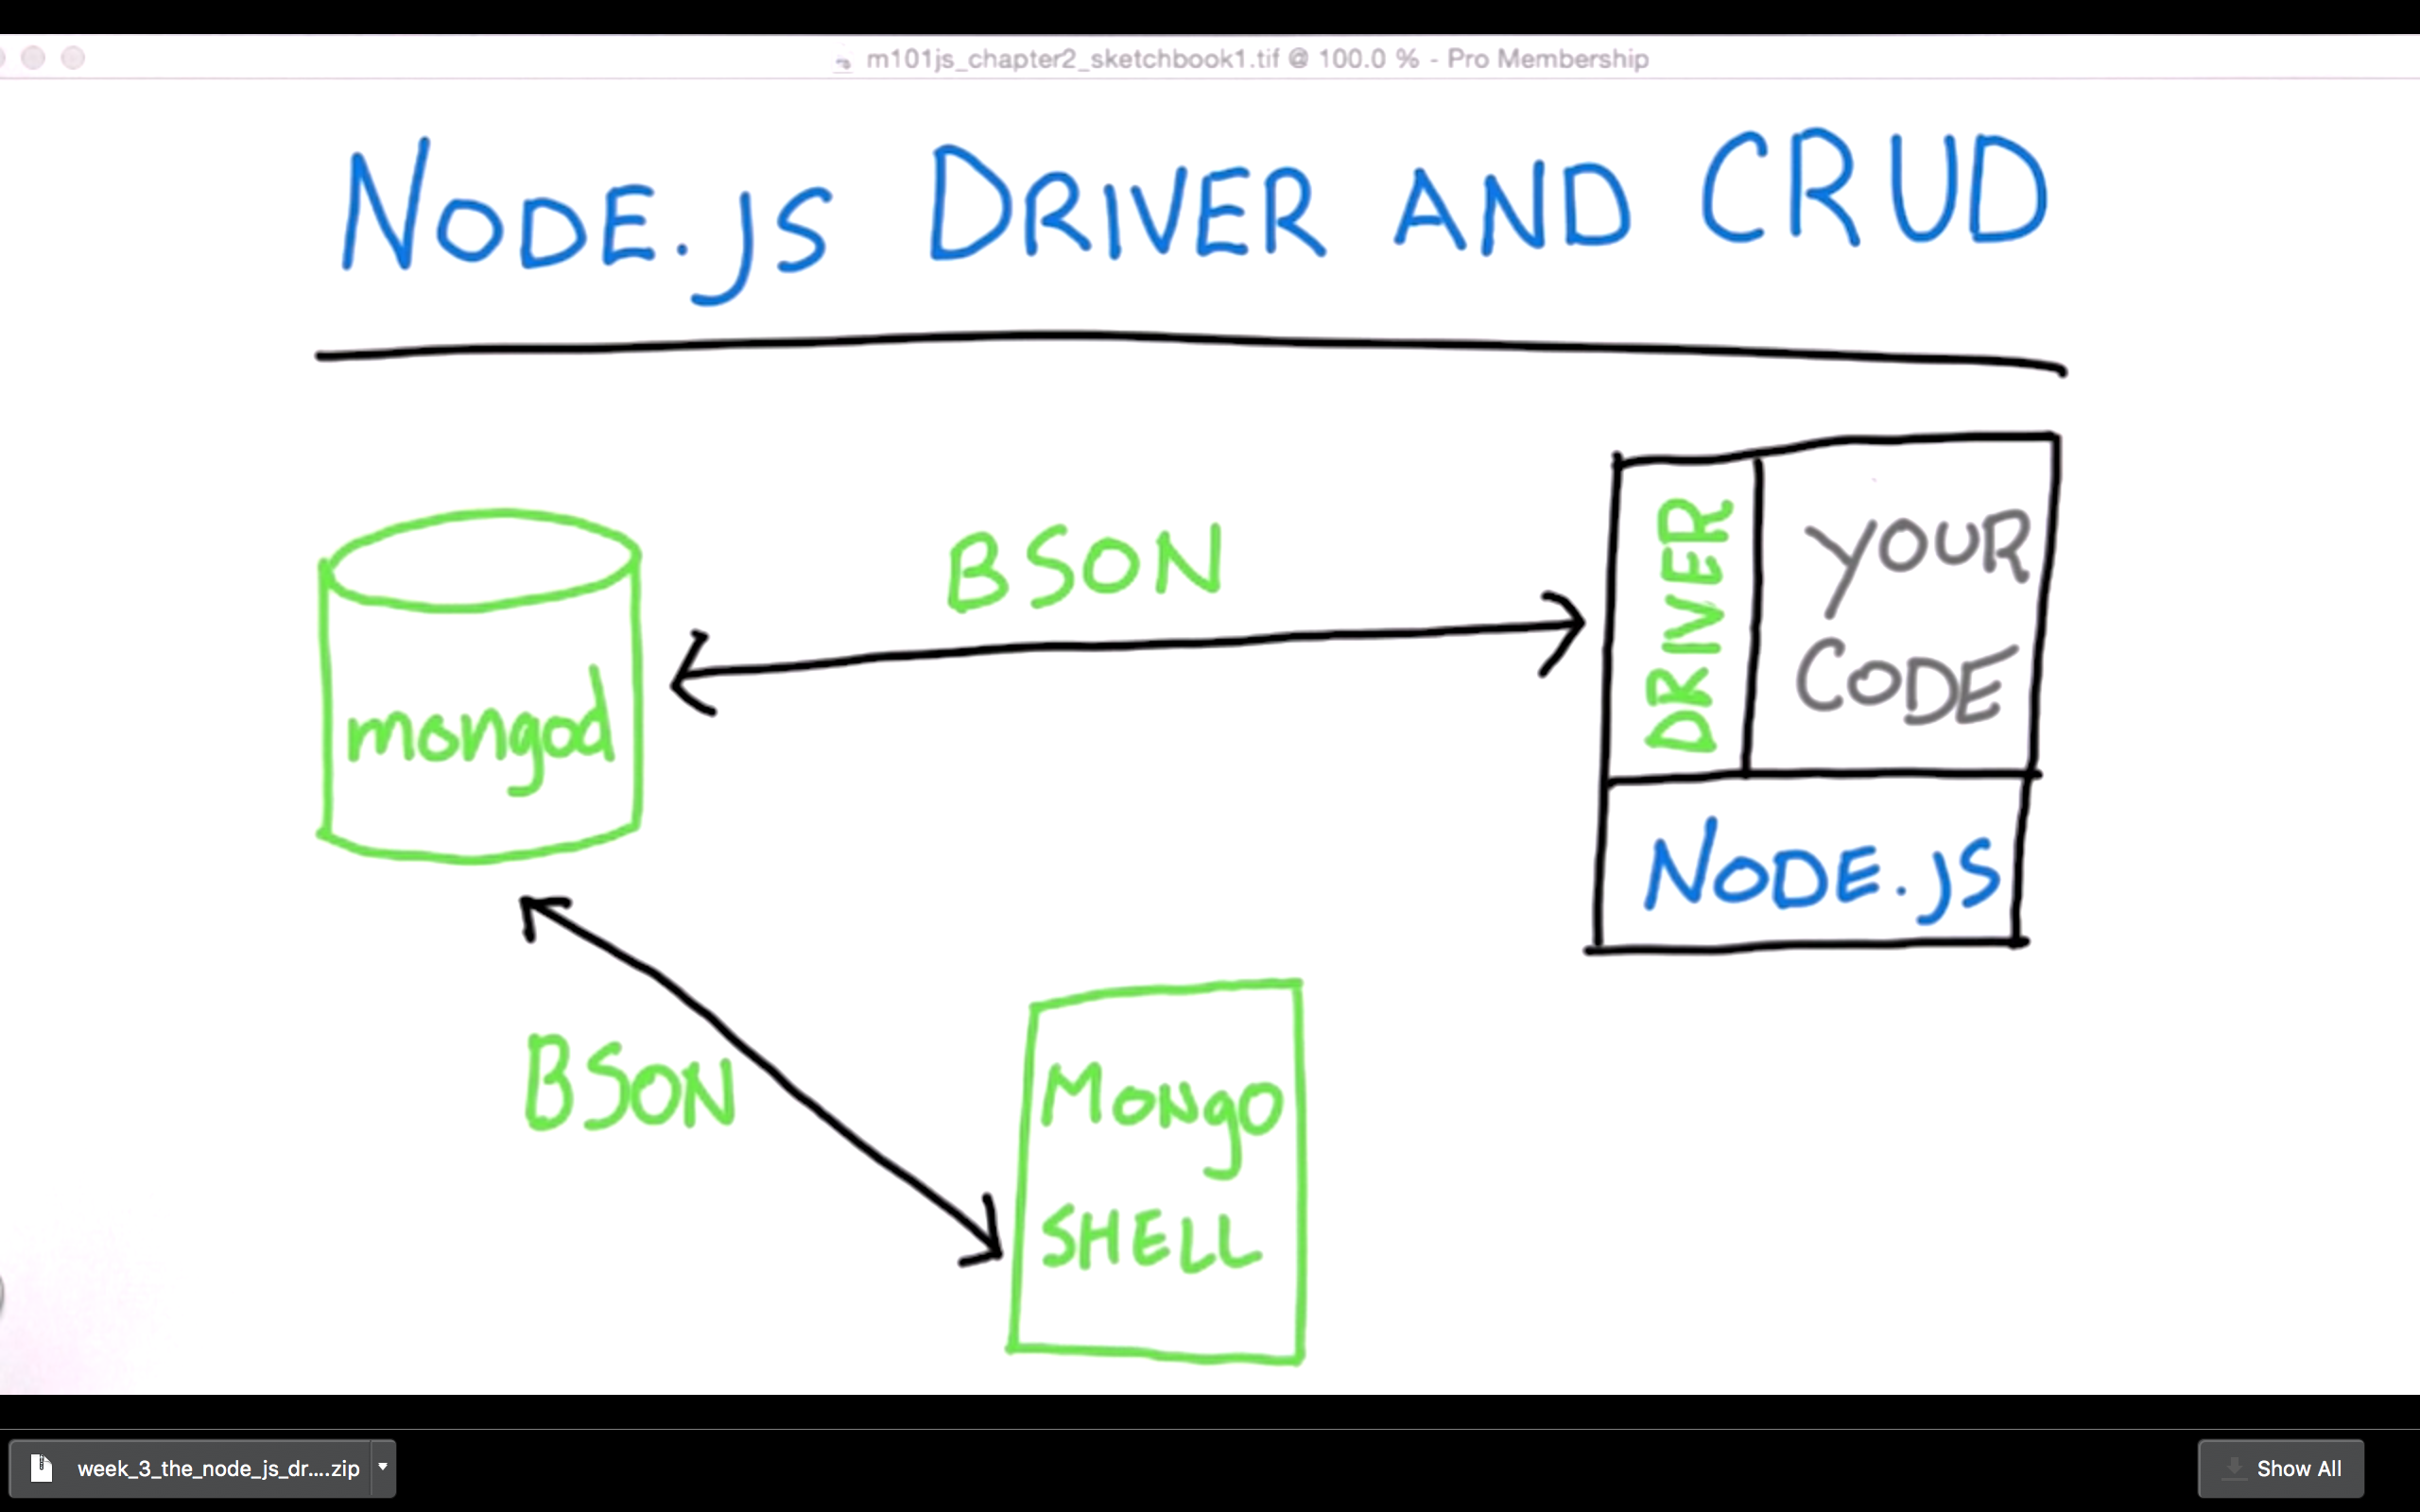 m101js_chapter2_sketchbook1.tif @ 100.0 % - Pro Membership
NODE.JS DRIVER AND CRUD
BSON
DRIVER
YOUR
CODE
mongod
NODE.JS
BSON
MONgO
SHELL
week_3_the_node_js_dr....zip
Show All